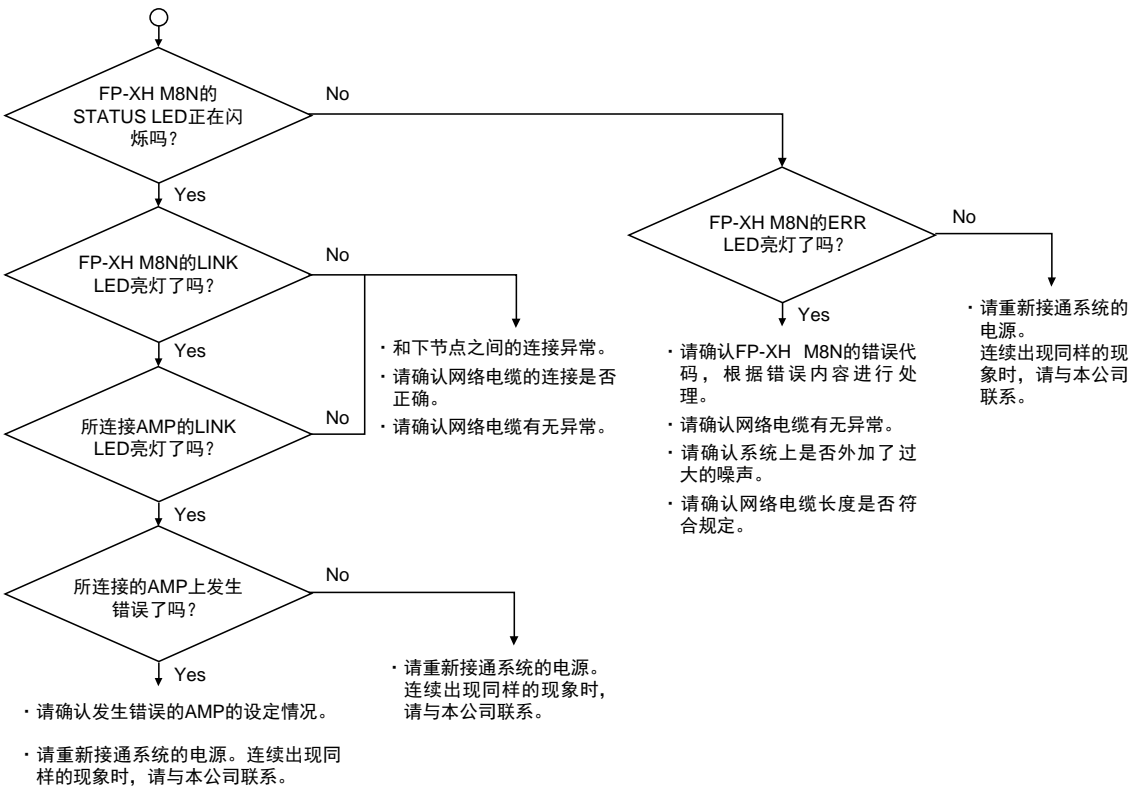 FP-XH M8N的
STATUS LED正在闪
烁吗？
No
Yes
FP-XH M8N的LINK
LED亮灯了吗？
No
Yes
所连接AMP的LINK
LED亮灯了吗？
No
Yes
・和下节点之间的连接异常。
・请确认网络电缆的连接是否
正确。
・请确认网络电缆有无异常。
所连接的AMP上发生
错误了吗？
No
Yes
・请重新接通系统的电源。
连续出现同样的现象时，
请与本公司联系。
・请确认发生错误的AMP的设定情况。
・请重新接通系统的电源。连续出现同
样的现象时，请与本公司联系。
FP-XH M8N的ERR
LED亮灯了吗？
No
Yes
・请确认FP-XH M8N的错误代
码，根据错误内容进行处
理。
・请确认网络电缆有无异常。
・请确认系统上是否外加了过
大的噪声。
・请确认网络电缆长度是否符
合规定。
・请重新接通系统的
电源。
连续出现同样的现
象时，请与本公司
联系。